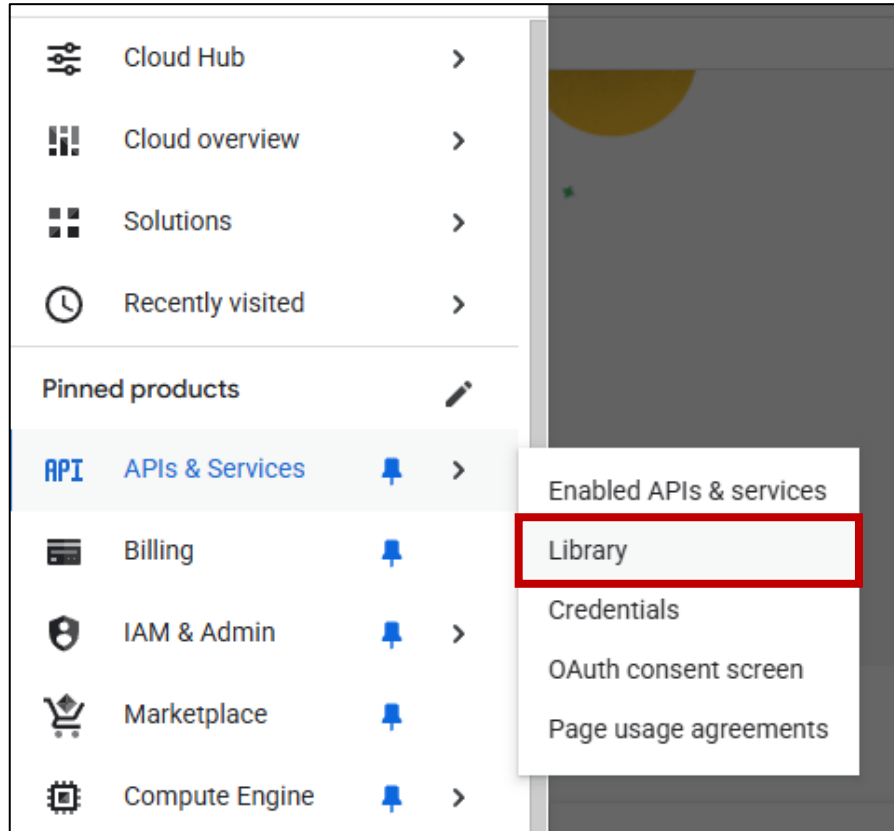 Cloud Hub
Cloud overview
Solutions
Recently visited
Pinned products
API APIs & Services
Billing
IAM & Admin
Marketplace
Compute Engine
Enabled APIs & services
Library
Credentials
OAuth consent screen
Page usage agreements